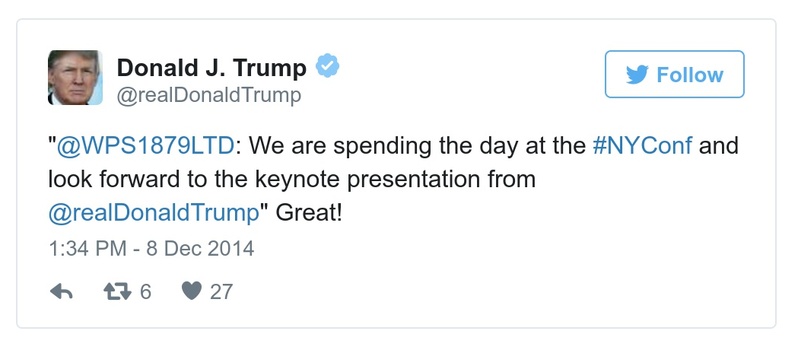 Donald J. Trump
@realDonaldTrump
Follow
"@WPS1879LTD: We are spending the day at the #NYConf and
look forward to the keynote presentation from
@realDonaldTrump" Great!
1:34 PM - 8 Dec 2014
6 27